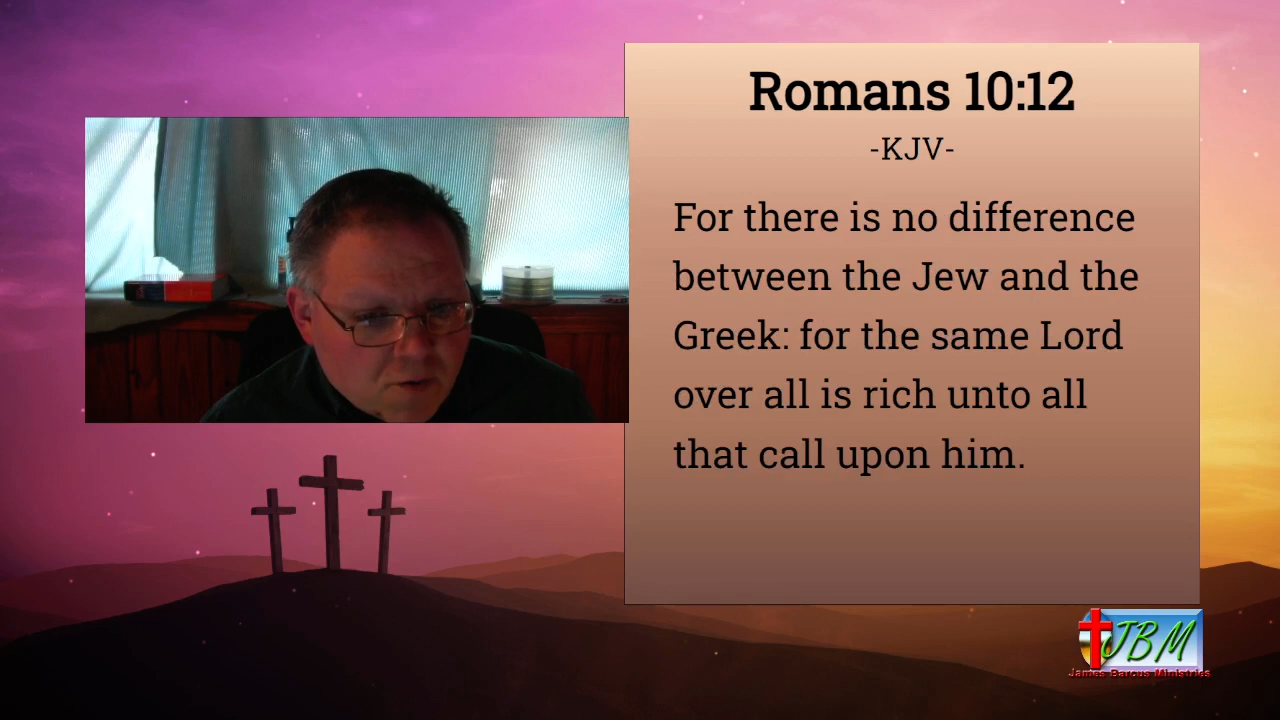 Romans 10:12
-KJV-
For there is no difference
between the Jew and the
Greek: for the same Lord
over all is rich unto all
that call upon him.
JBM
James Barcus Ministries